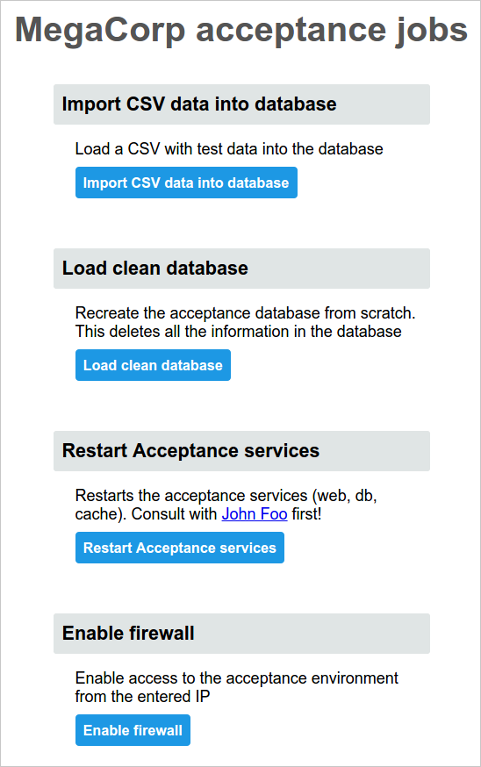 MegaCorp acceptance jobs
Import CSV data into database
Load a CSV with test data into the database
Import CSV data into database
Load clean database
Recreate the acceptance database from scratch.
This deletes all the information in the database
Load clean database
Restart Acceptance services
Restarts the acceptance services (web, db,
cache). Consult with John Foo first!
Restart Acceptance services
Enable firewall
Enable access to the acceptance environment
from the entered IP
Enable firewall